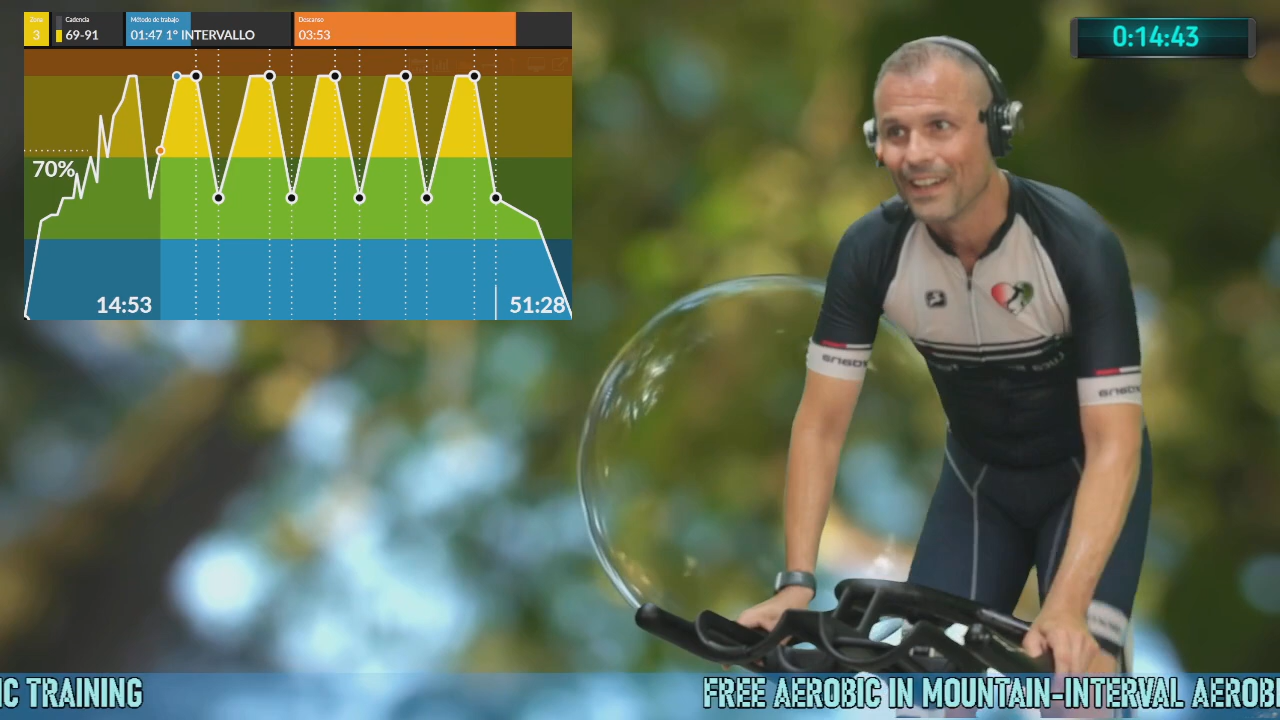 Zona
3
Cadencia
69-91
Método de trabajo
01:47 1° INTERVALLO
Descanso
03:53
0:14:43
70%
14:53
51:28
IC TRAINING
FREE AEROBIC IN MOUNTAIN-INTERVAL AEROBI